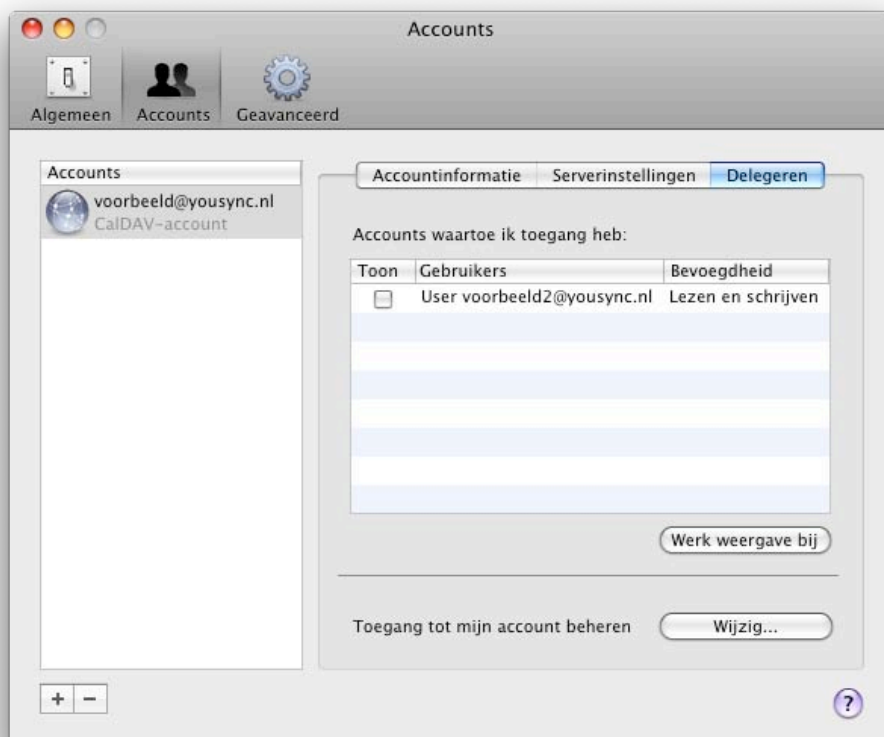 Accounts
Algemeen Accounts Geavanceerd
Accounts
voorbeeld@yousync.nl
CalDAV-account
Accountinformatie Serverinstellingen Delegeren
Accounts waartoe ik toegang heb:
Toon Gebruikers Bevoegdheid
User voorbeeld2@yousync.nl Lezen en schrijven
Werk weergave bij
Toegang tot mijn account beheren Wijzig...
+ −
?